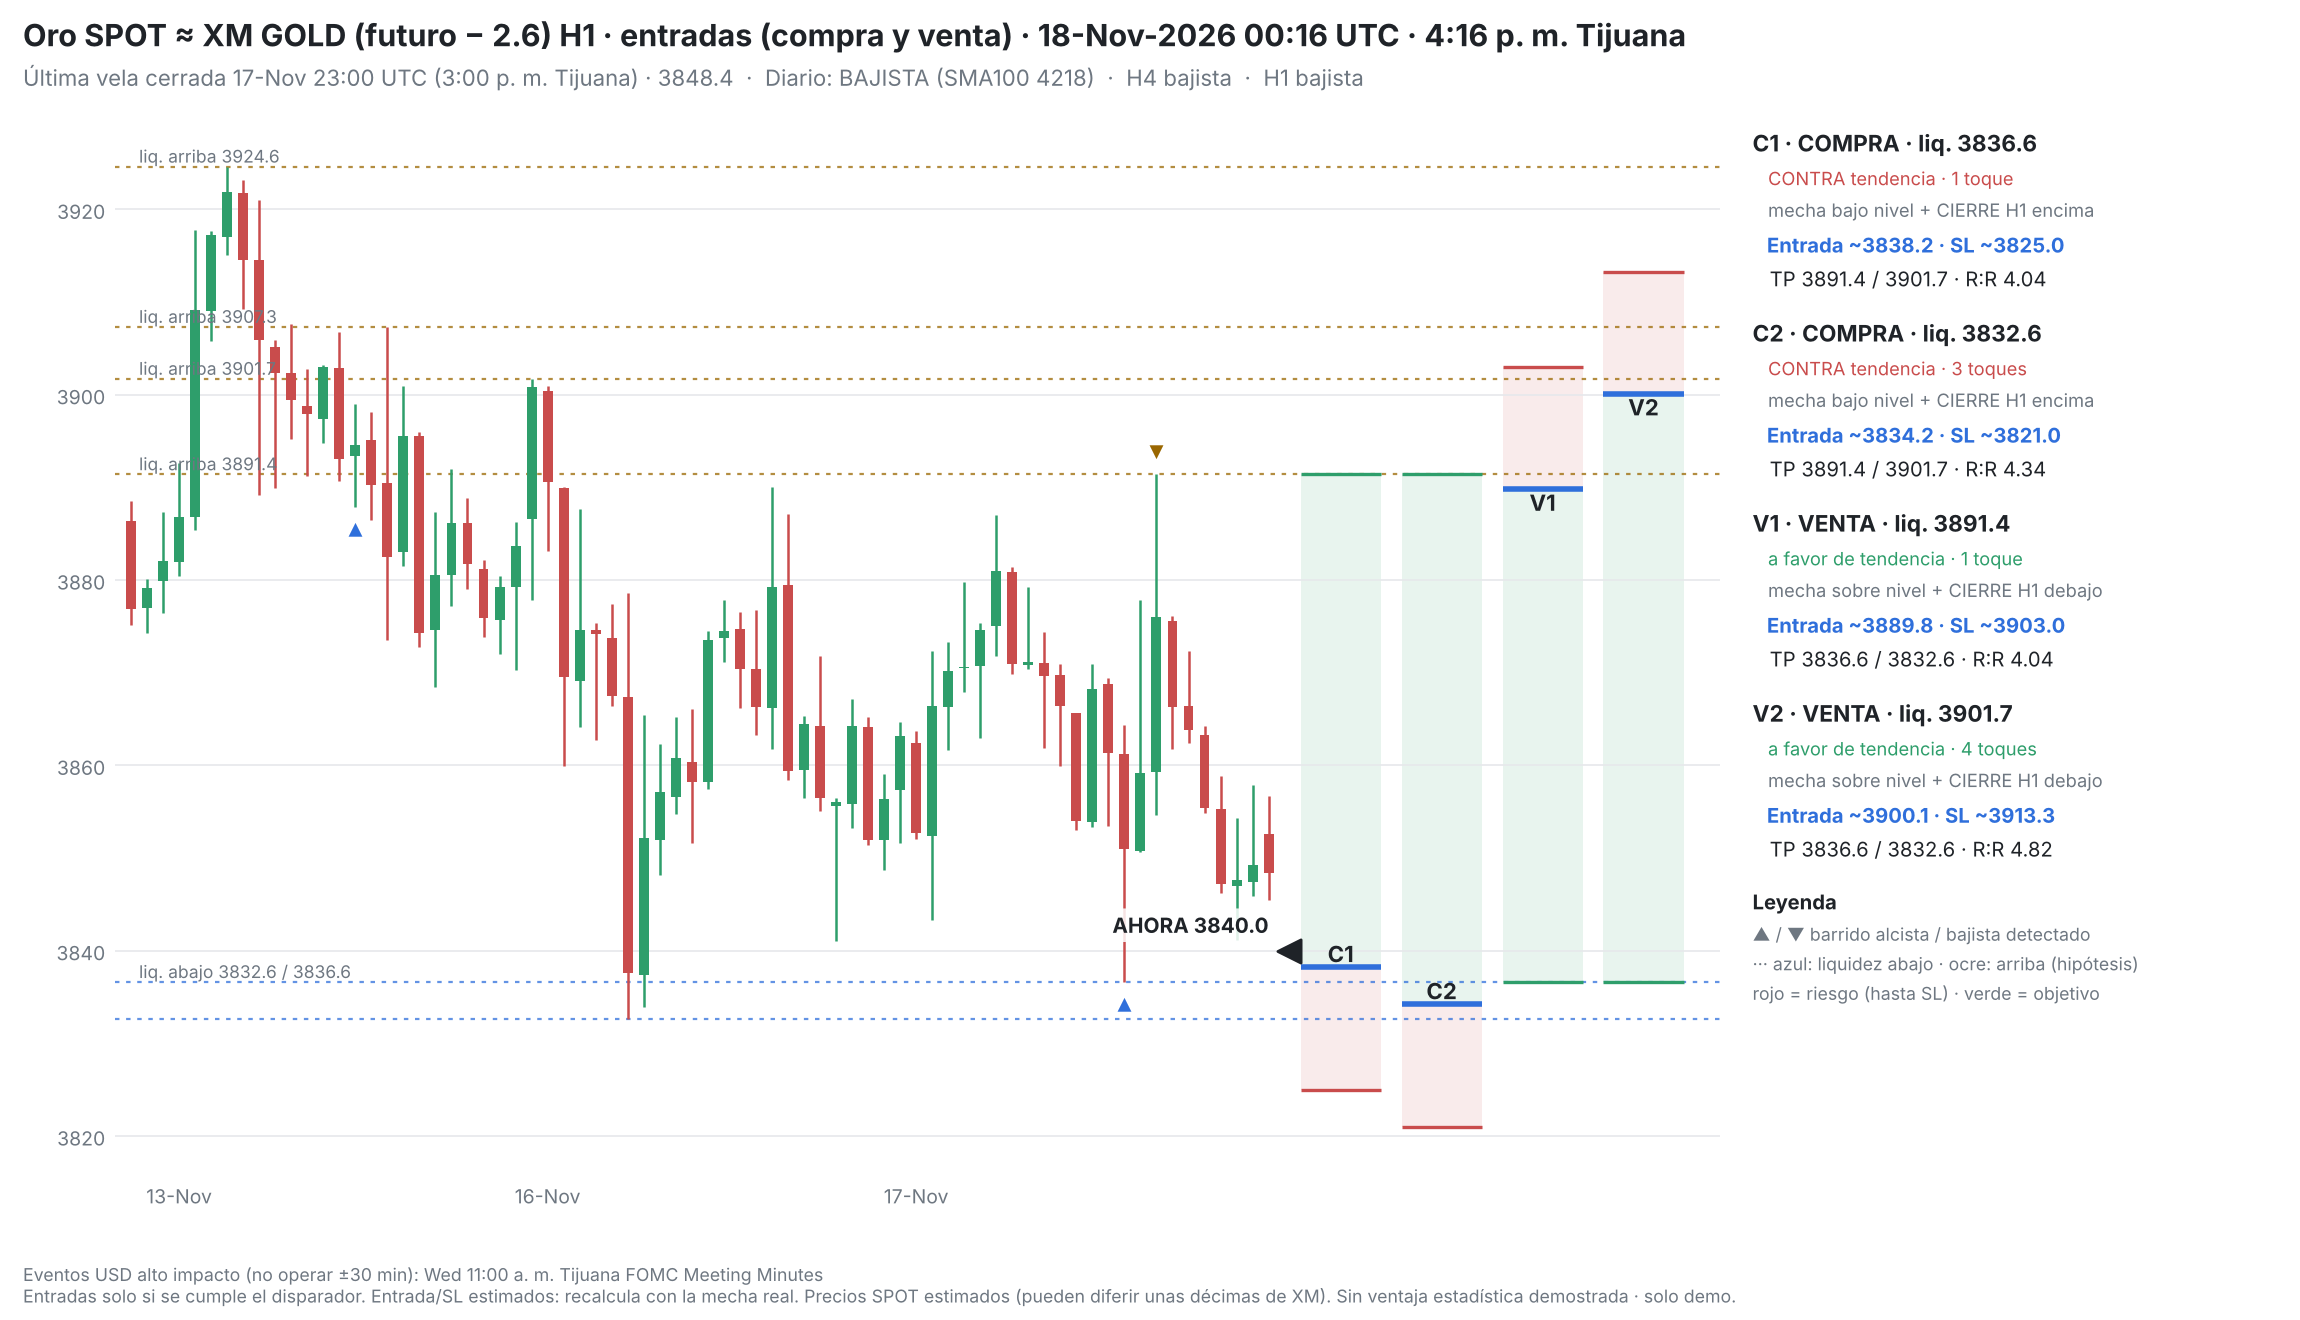 Oro SPOT ≈ XM GOLD (futuro − 2.6) H1 · entradas (compra y venta) · 18-Nov-2026 00:16 UTC · 4:16 p. m. Tijuana
Última vela cerrada 17-Nov 23:00 UTC (3:00 p. m. Tijuana) · 3848.4 · Diario: BAJISTA (SMA100 4218) · H4 bajista · H1 bajista
liq. arriba 3924.6
3920
liq. arriba
liq. arriba 3901.7
3900
liq. arriba 3891.4
3880
3860
3840
liq. abajo 3832.6 / 3836.6
3820
13-Nov
16-Nov
17-Nov
AHORA 3840.0
C1
C2
V1
V2
C1 · COMPRA · liq. 3836.6
CONTRA tendencia · 1 toque
mecha bajo nivel + CIERRE H1 encima
Entrada ~3838.2 · SL ~3825.0
TP 3891.4 / 3901.7 · R:R 4.04
C2 · COMPRA · liq. 3832.6
CONTRA tendencia · 3 toques
mecha bajo nivel + CIERRE H1 encima
Entrada ~3834.2 · SL ~3821.0
TP 3891.4 / 3901.7 · R:R 4.34
V1 · VENTA · liq. 3891.4
a favor de tendencia · 1 toque
mecha sobre nivel + CIERRE H1 debajo
Entrada ~3889.8 · SL ~3903.0
TP 3836.6 / 3832.6 · R:R 4.04
V2 · VENTA · liq. 3901.7
a favor de tendencia · 4 toques
mecha sobre nivel + CIERRE H1 debajo
Entrada ~3900.1 · SL ~3913.3
TP 3836.6 / 3832.6 · R:R 4.82
Leyenda
▲ / ▼ barrido alcista / bajista detectado
··· azul: liquidez abajo · ocre: arriba (hipótesis)
rojo = riesgo (hasta SL) · verde = objetivo
Eventos USD alto impacto (no operar ±30 min): Wed 11:00 a. m. Tijuana FOMC Meeting Minutes
Entradas solo si se cumple el disparador. Entrada/SL estimados: recalcula con la mecha real. Precios SPOT estimados (pueden diferir unas décimas de XM). Sin ventaja estadística demostrada · solo demo.